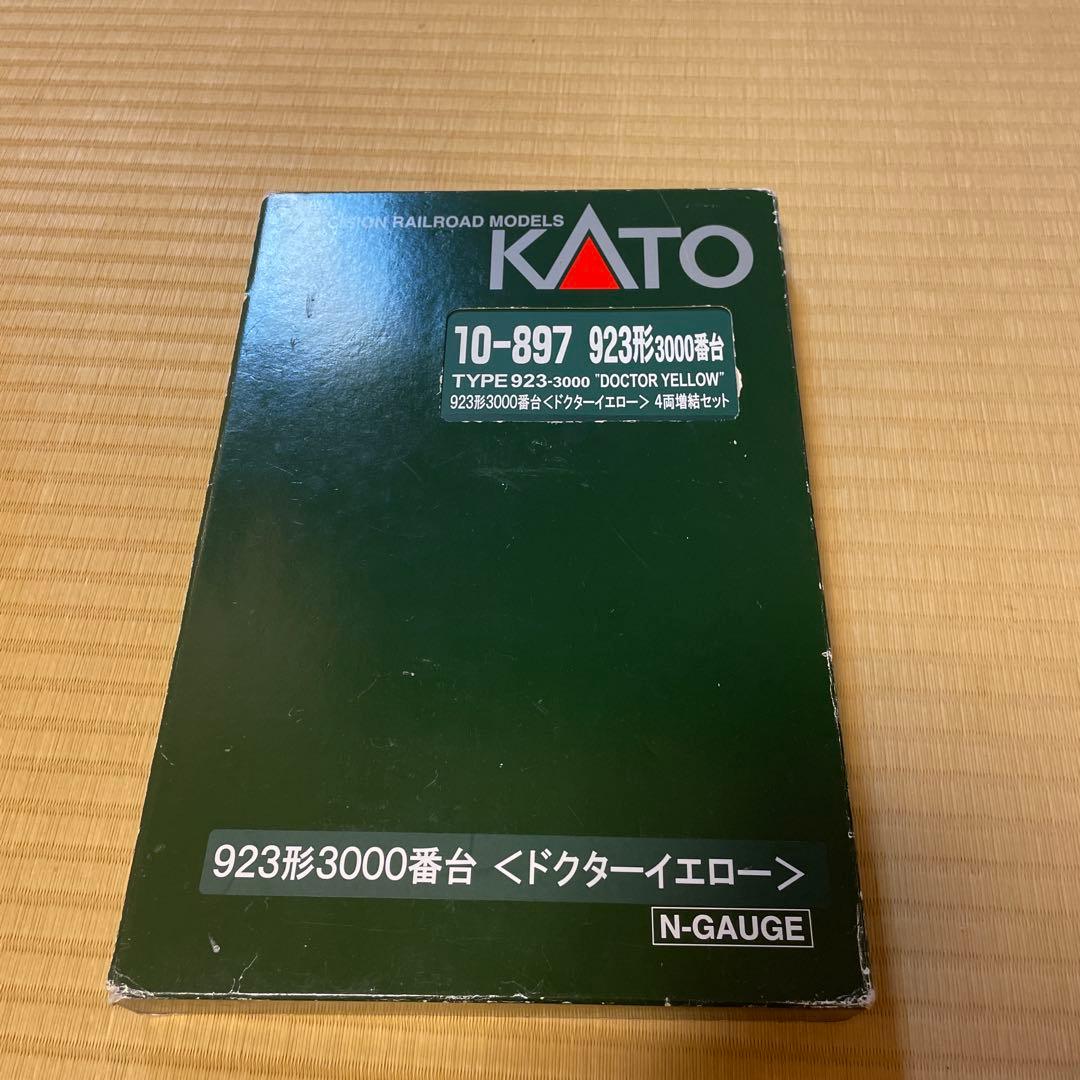 CISION RAILROAD MODELS
KATO
10-897 923形3000番台
TYPE 923-3000 "DOCTOR YELLOW"
923形3000番台<ドクターイエロー> 4両増結セット
923形3000番台 <ドクターイエロー>
N-GAUGE